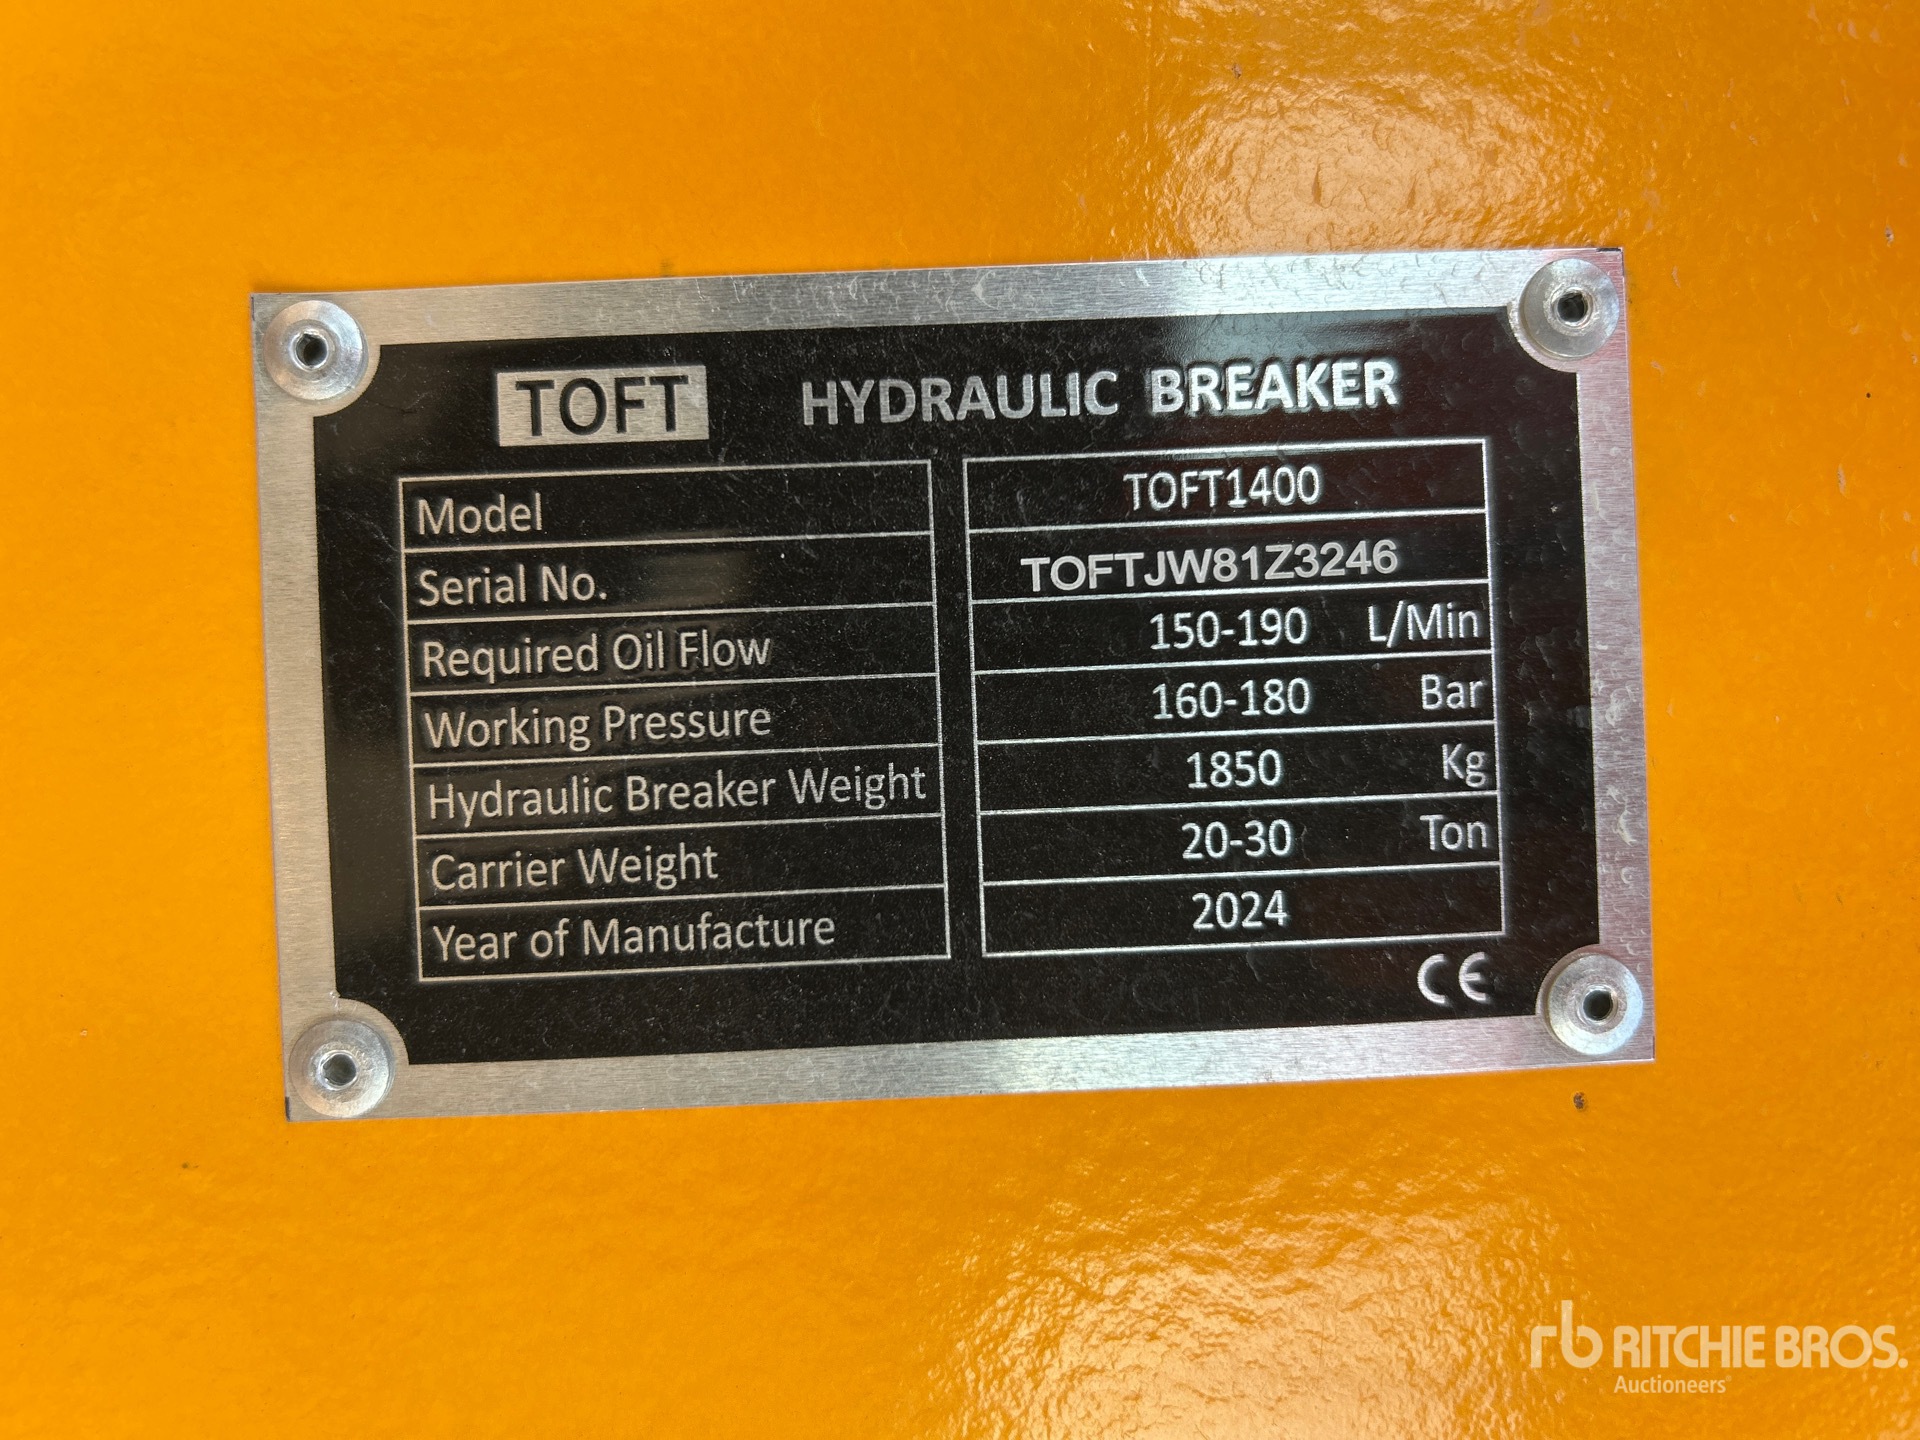 TOFT HYDRAULIC BREAKER
Model TOFT1400
Serial No. TOFTJW81Z3246
Required Oil Flow 150-190 L/Min
Working Pressure 160-180 Bar
Hydraulic Breaker Weight 1850 Kg
Carrier Weight 20-30 Ton
Year of Manufacture 2024
CE
rb RITCHIE BROS.
Auctioneers